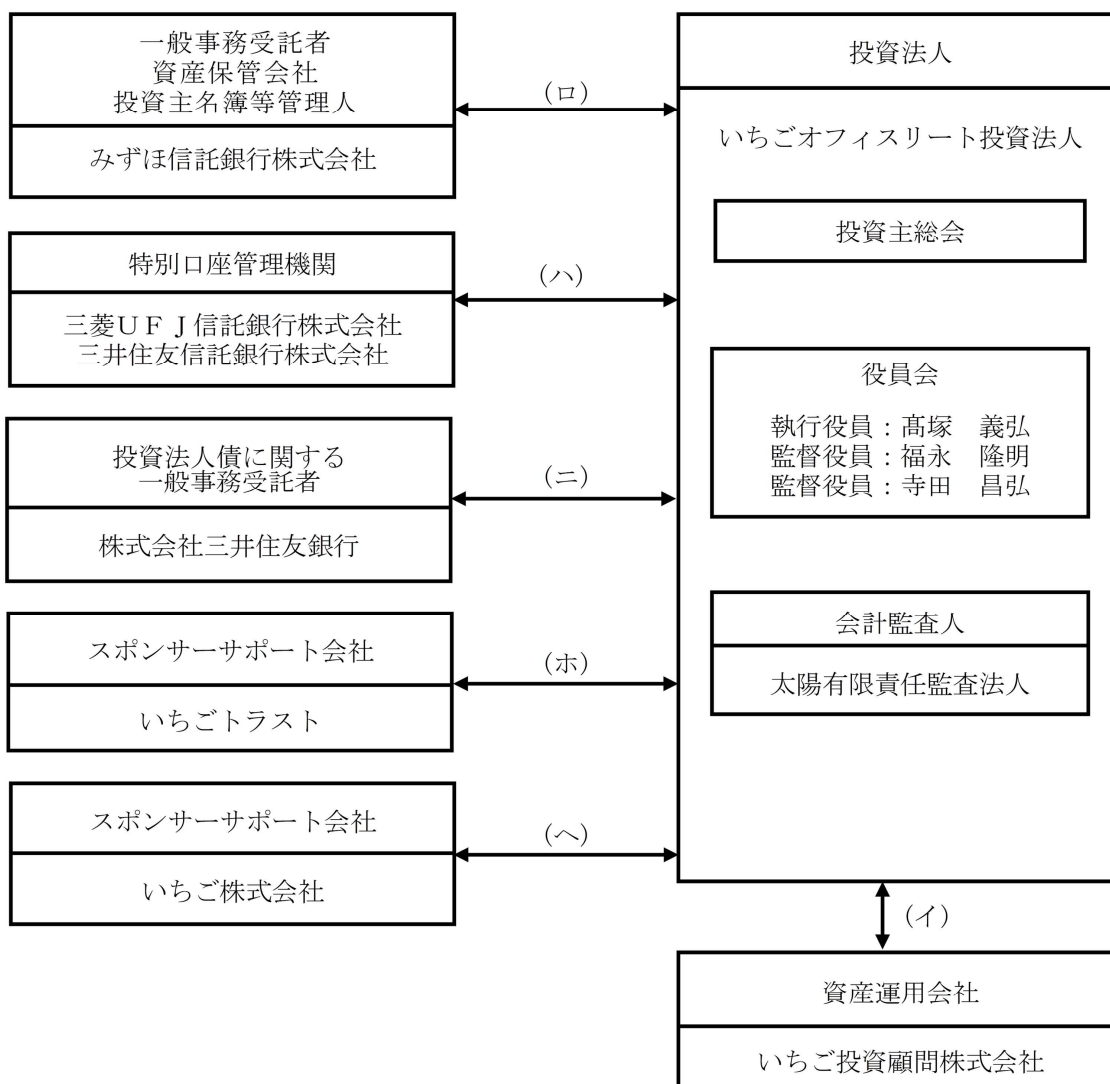 一般事務受託者
資産保管会社
投資主名簿等管理人
みずほ信託銀行株式会社
(ロ)
特別口座管理機関
三菱ＵＦＪ信託銀行株式会社
三井住友信託銀行株式会社
(ハ)
投資法人債に関する
一般事務受託者
株式会社三井住友銀行
(ニ)
スポンサーサポート会社
いちごトラスト
(ホ)
スポンサーサポート会社
いちご株式会社
(ヘ)
投資法人
いちごオフィスリート投資法人
投資主総会
役員会
執行役員：髙塚　義弘
監督役員：福永　隆明
監督役員：寺田　昌弘
会計監査人
太陽有限責任監査法人
(イ)
資産運用会社
いちご投資顧問株式会社